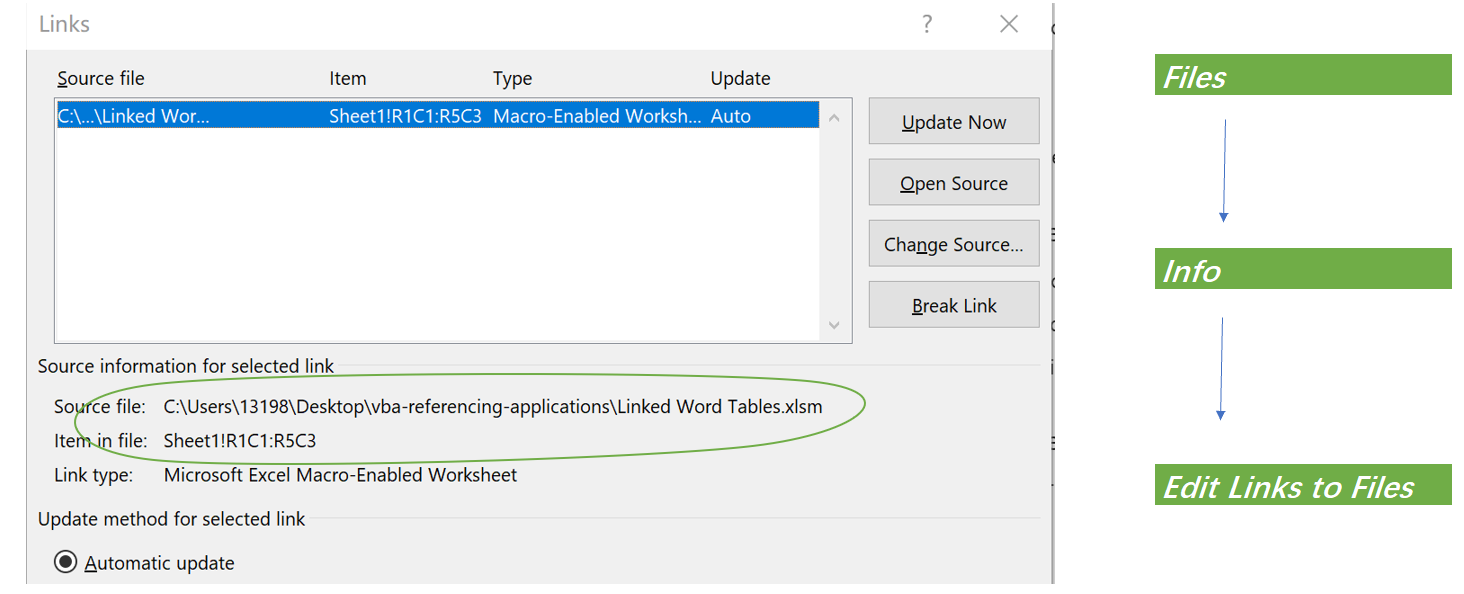 Links ?
Source file Item Type Update
C:\...\Linked Wor... Sheet1!R1C1:R5C3 Macro-Enabled Worksh... Auto
Update Now
Open Source
Change Source...
Break Link
Source information for selected link
Source file: C:\Users\13198\Desktop\vba-referencing-applications\Linked Word Tables.xlsm
Item in file: Sheet1!R1C1:R5C3
Link type: Microsoft Excel Macro-Enabled Worksheet
Update method for selected link
Automatic update
Files
Info
Edit Links to Files